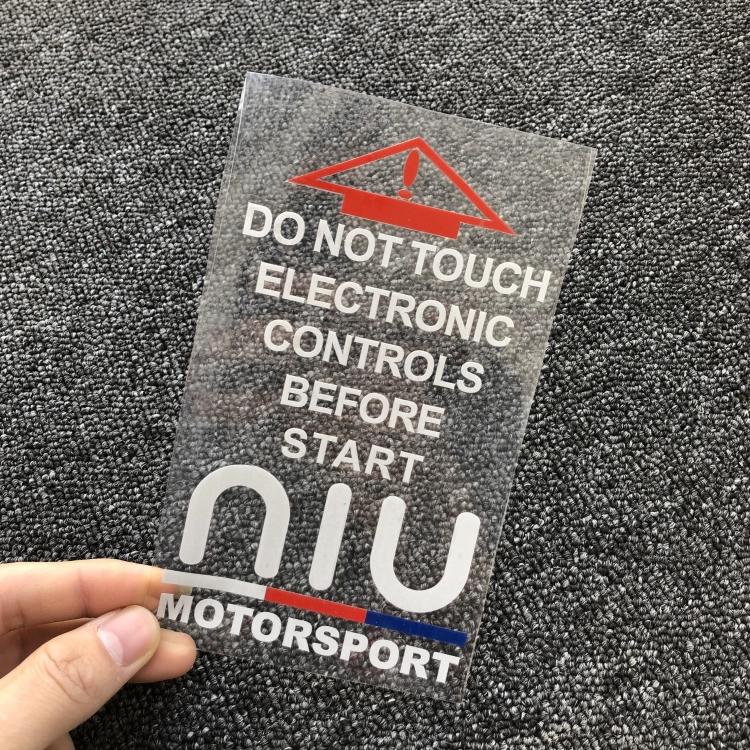 !
DO NOT TOUCH
ELECTRONIC
CONTROLS
BEFORE
START
niu
MOTORSPORT